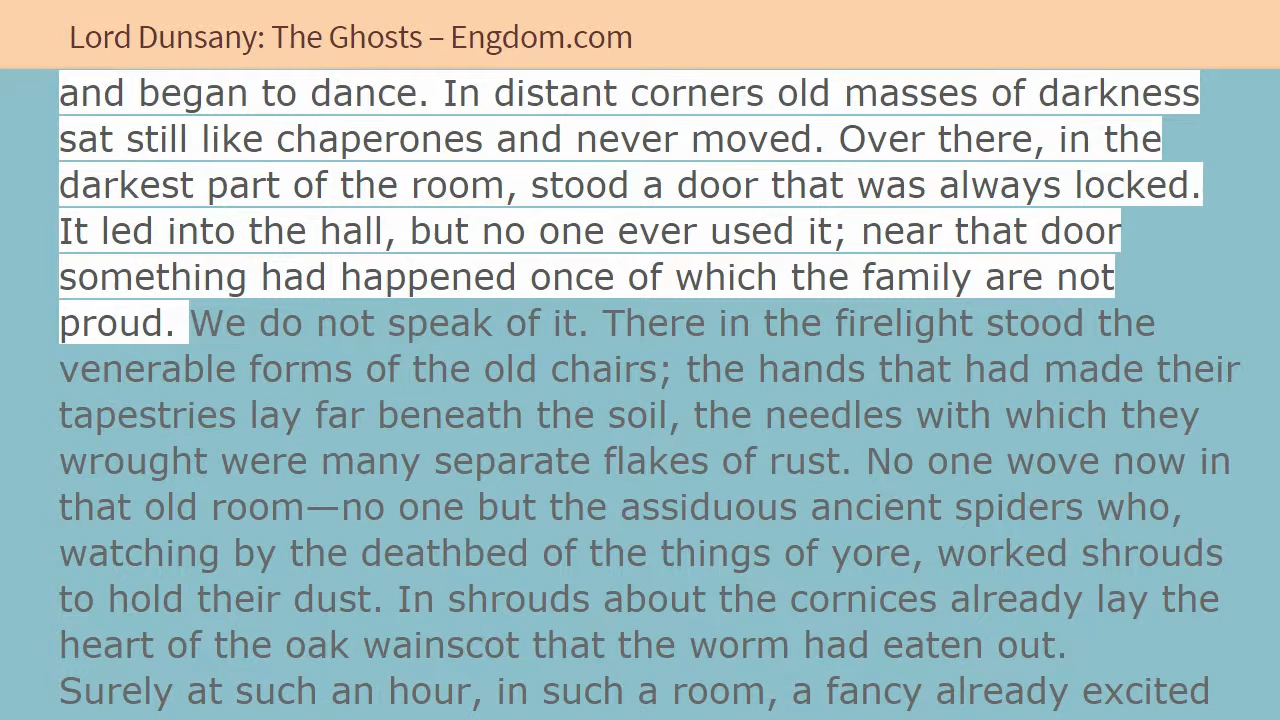 Lord Dunsany: The Ghosts – Engdom.com
and began to dance. In distant corners old masses of darkness
sat still like chaperones and never moved. Over there, in the
darkest part of the room, stood a door that was always locked.
It led into the hall, but no one ever used it; near that door
something had happened once of which the family are not
proud. We do not speak of it. There in the firelight stood the
venerable forms of the old chairs; the hands that had made their
tapestries lay far beneath the soil, the needles with which they
wrought were many separate flakes of rust. No one wove now in
that old room—no one but the assiduous ancient spiders who,
watching by the deathbed of the things of yore, worked shrouds
to hold their dust. In shrouds about the cornices already lay the
heart of the oak wainscot that the worm had eaten out.
Surely at such an hour, in such a room, a fancy already excited